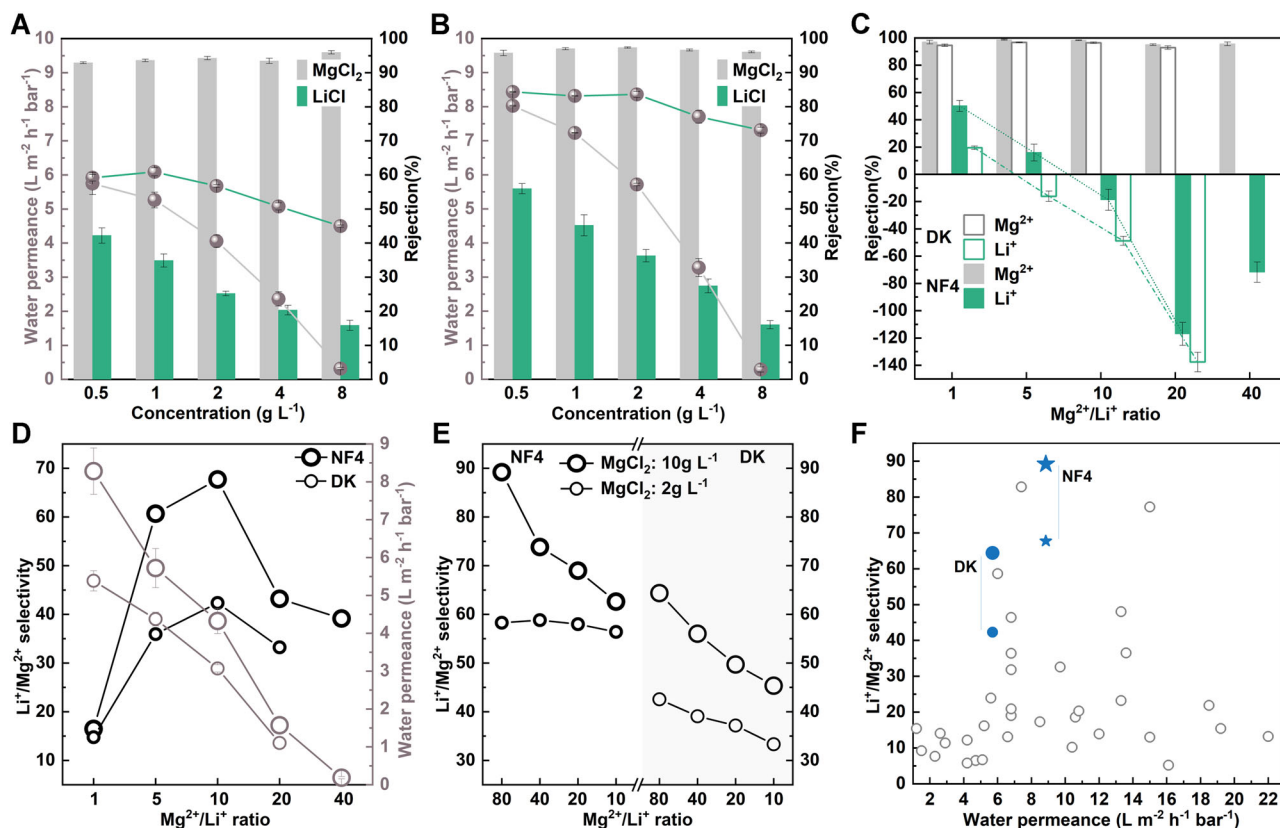 A
Water permeance (L m⁻² h⁻¹ bar⁻¹)
10
9
8
7
6
5
4
3
2
1
0
MgCl₂
LiCl
100
90
80
70
60
50
40
30
20
10
0
Rejection(%)
0.5 1 2 4 8
Concentration (g L⁻¹)
B
Water permeance (L m⁻² h⁻¹ bar⁻¹)
10
9
8
7
6
5
4
3
2
1
0
MgCl₂
LiCl
100
90
80
70
60
50
40
30
20
10
0
Rejection(%)
0.5 1 2 4 8
Concentration (g L⁻¹)
C
Rejection(%)
100
80
60
40
20
0
-20
-40
-60
-80
-100
-120
-140
DK
Mg²⁺
Li⁺
NF4
Mg²⁺
Li⁺
1 5 10 20 40
Mg²⁺/Li⁺ ratio
D
Li⁺/Mg²⁺ selectivity
70
60
50
40
30
20
10
NF4
DK
9
8
7
6
5
4
3
2
1
0
Water permeance (L m⁻² h⁻¹ bar⁻¹)
1 5 10 20 40
Mg²⁺/Li⁺ ratio
E
Li⁺/Mg²⁺ selectivity
90
80
70
60
50
40
30
NF4
DK
MgCl₂: 10g L⁻¹
MgCl₂: 2g L⁻¹
90
80
70
60
50
40
30
80 40 20 10 80 40 20 10
Mg²⁺/Li⁺ ratio
F
Li⁺/Mg²⁺ selectivity
90
80
70
60
50
40
30
20
10
0
NF4
DK
2 4 6 8 10 12 14 16 18 20 22
Water permeance (L m⁻² h⁻¹ bar⁻¹)